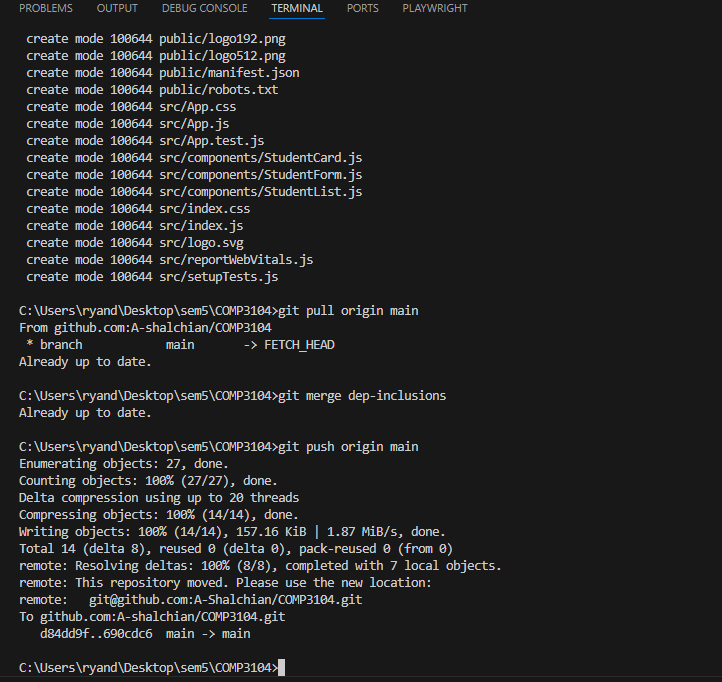 PROBLEMS OUTPUT DEBUG CONSOLE TERMINAL PORTS PLAYWRIGHT
create mode 100644 public/logo192.png
create mode 100644 public/logo512.png
create mode 100644 public/manifest.json
create mode 100644 public/robots.txt
create mode 100644 src/App.css
create mode 100644 src/App.js
create mode 100644 src/App.test.js
create mode 100644 src/components/StudentCard.js
create mode 100644 src/components/StudentForm.js
create mode 100644 src/components/StudentList.js
create mode 100644 src/index.css
create mode 100644 src/index.js
create mode 100644 src/logo.svg
create mode 100644 src/reportWebVitals.js
create mode 100644 src/setupTests.js
C:\Users\ryand\Desktop\sem5\COMP3104>git pull origin main
From github.com:A-shalchian/COMP3104
* branch main -> FETCH_HEAD
Already up to date.
C:\Users\ryand\Desktop\sem5\COMP3104>git merge dep-inclusions
Already up to date.
C:\Users\ryand\Desktop\sem5\COMP3104>git push origin main
Enumerating objects: 27, done.
Counting objects: 100% (27/27), done.
Delta compression using up to 20 threads
Compressing objects: 100% (14/14), done.
Writing objects: 100% (14/14), 157.16 KiB | 1.87 MiB/s, done.
Total 14 (delta 8), reused 0 (delta 0), pack-reused 0 (from 0)
remote: Resolving deltas: 100% (8/8), completed with 7 local objects.
remote: This repository moved. Please use the new location:
remote: git@github.com:A-Shalchian/COMP3104.git
To github.com:A-shalchian/COMP3104.git
d84dd9f..690cdc6 main -> main
C:\Users\ryand\Desktop\sem5\COMP3104>